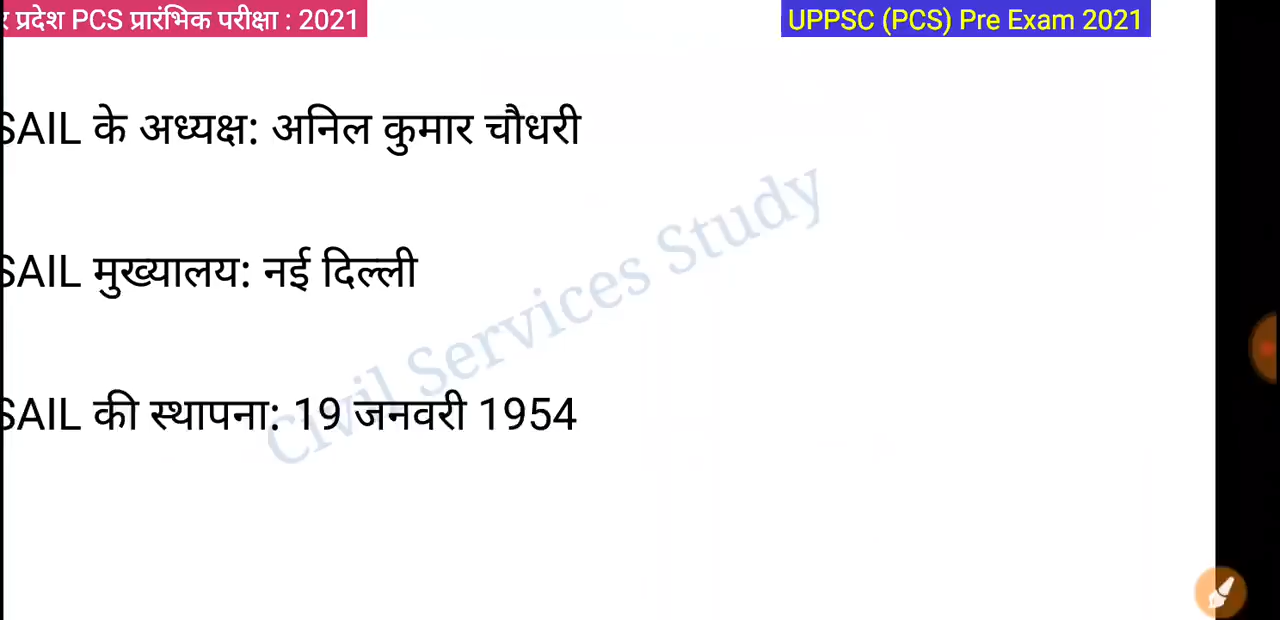 प्रदेश PCS प्रारंभिक परीक्षा : 2021
UPPSC (PCS) Pre Exam 2021
SAIL के अध्यक्ष: अनिल कुमार चौधरी
SAIL मुख्यालय: नई दिल्ली
SAIL की स्थापना: 19 जनवरी 1954
Civil Services Study